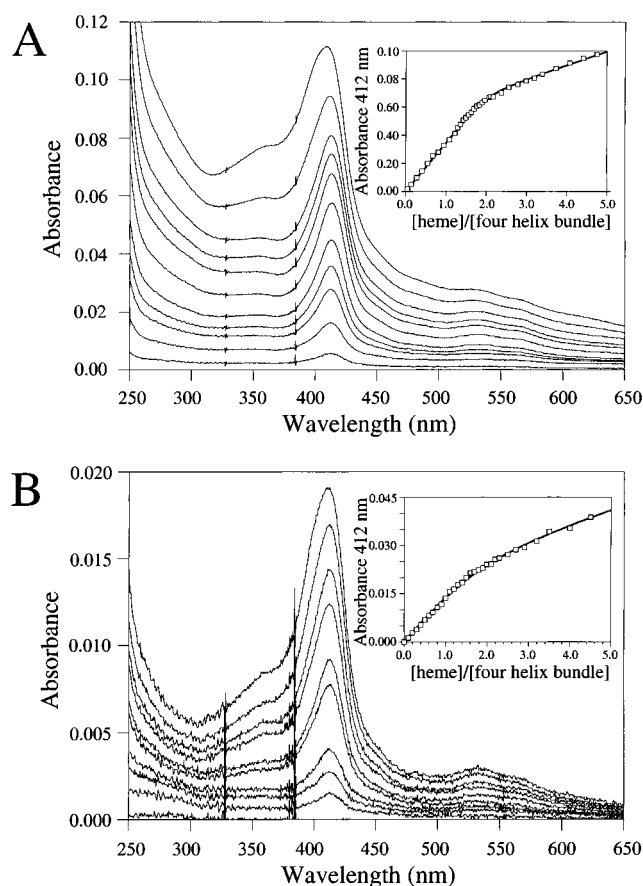 A
0.12
0.10
0.08
0.06
0.04
0.02
0.00
Absorbance
250 300 350 400 450 500 550 600 650
Wavelength (nm)
0.10
0.80
0.60
0.40
0.20
0.00
Absorbance 412 nm
0.0 1.0 2.0 3.0 4.0 5.0
[heme]/[four helix bundle]
B
0.020
0.015
0.010
0.005
0.000
Absorbance
250 300 350 400 450 500 550 600 650
Wavelength (nm)
0.045
0.030
0.015
0.000
Absorbance 412 nm
0.0 1.0 2.0 3.0 4.0 5.0
[heme]/[four helix bundle]